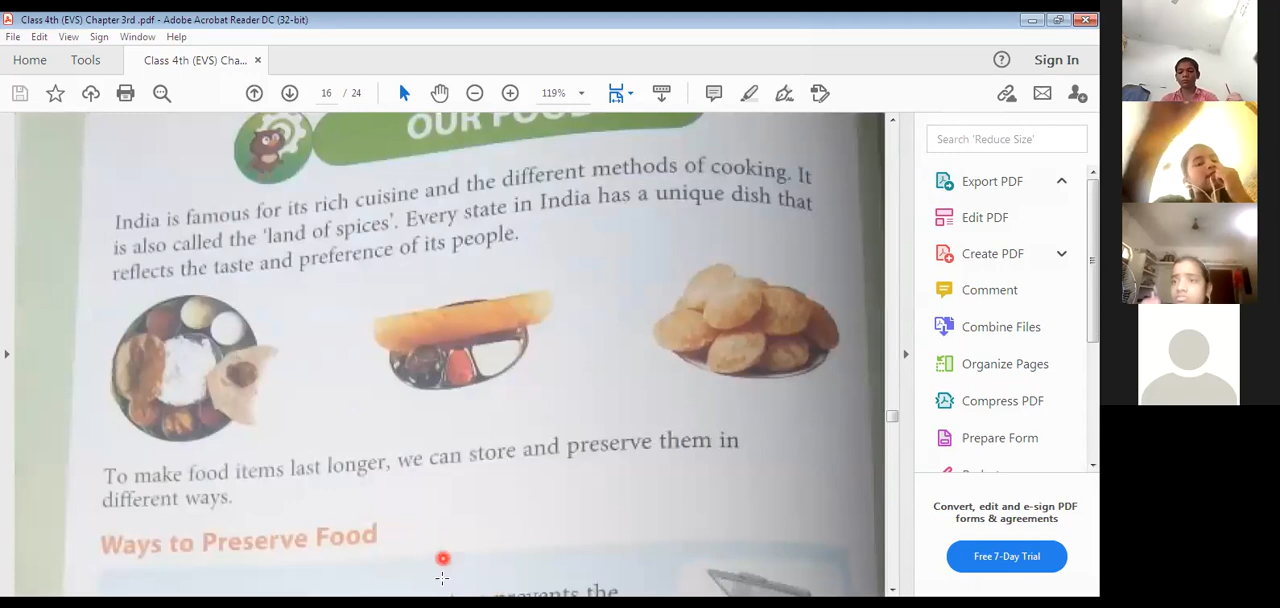 Class 4th (EVS) Chapter 3rd .pdf - Adobe Acrobat Reader DC (32-bit)
File Edit View Sign Window Help
Home Tools Class 4th (EVS) Cha... × Sign In
16 / 24 119%
Search 'Reduce Size'
Export PDF
Edit PDF
Create PDF
Comment
Combine Files
Organize Pages
Compress PDF
Prepare Form
Convert, edit and e-sign PDF
forms & agreements
Free 7-Day Trial
OUR FOOD
India is famous for its rich cuisine and the different methods of cooking. It
is also called the 'land of spices'. Every state in India has a unique dish that
reflects the taste and preference of its people.
To make food items last longer, we can store and preserve them in
different ways.
Ways to Preserve Food
prevents the